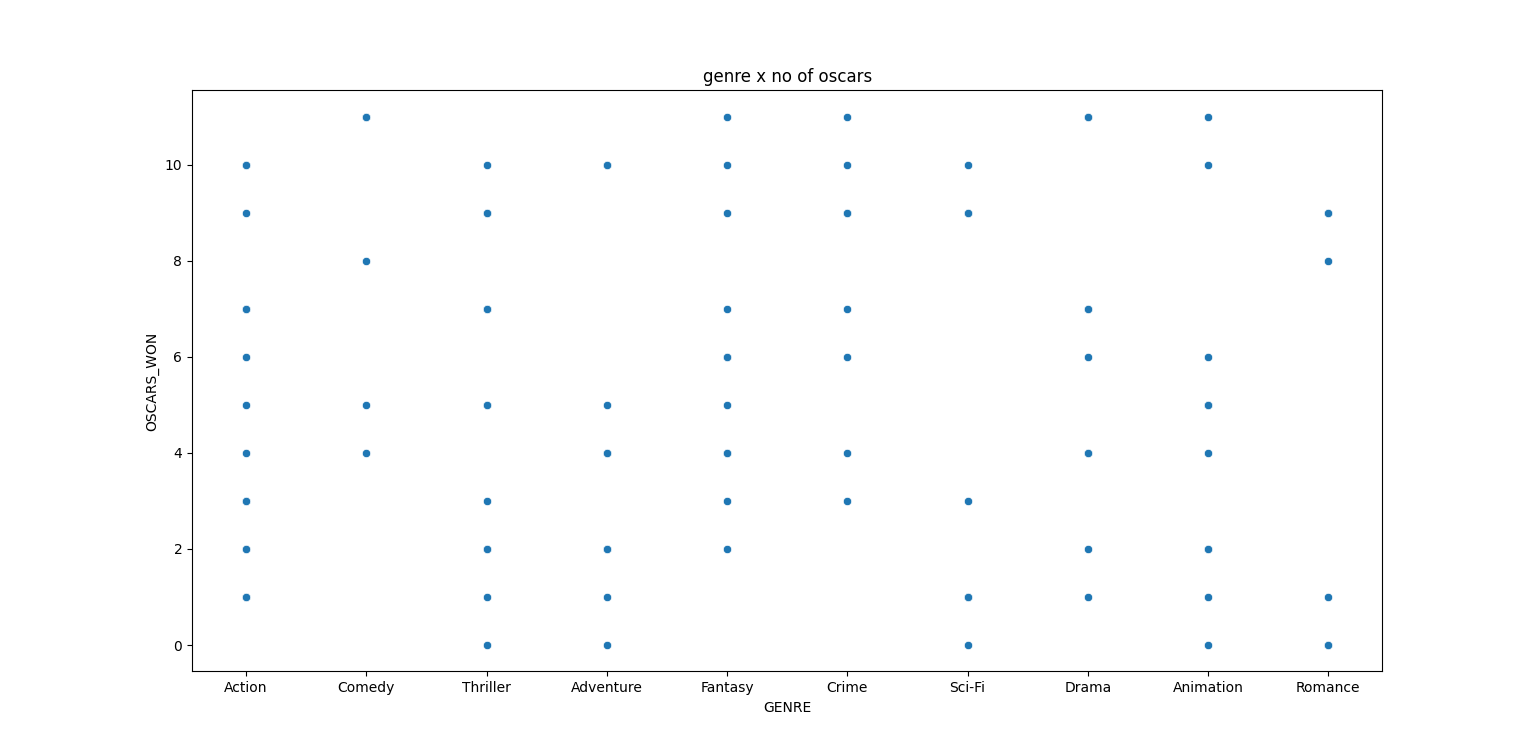 genre x no of oscars
10
8
6
4
2
0
OSCARS_WON
Action Comedy Thriller Adventure Fantasy Crime Sci-Fi Drama Animation Romance
GENRE